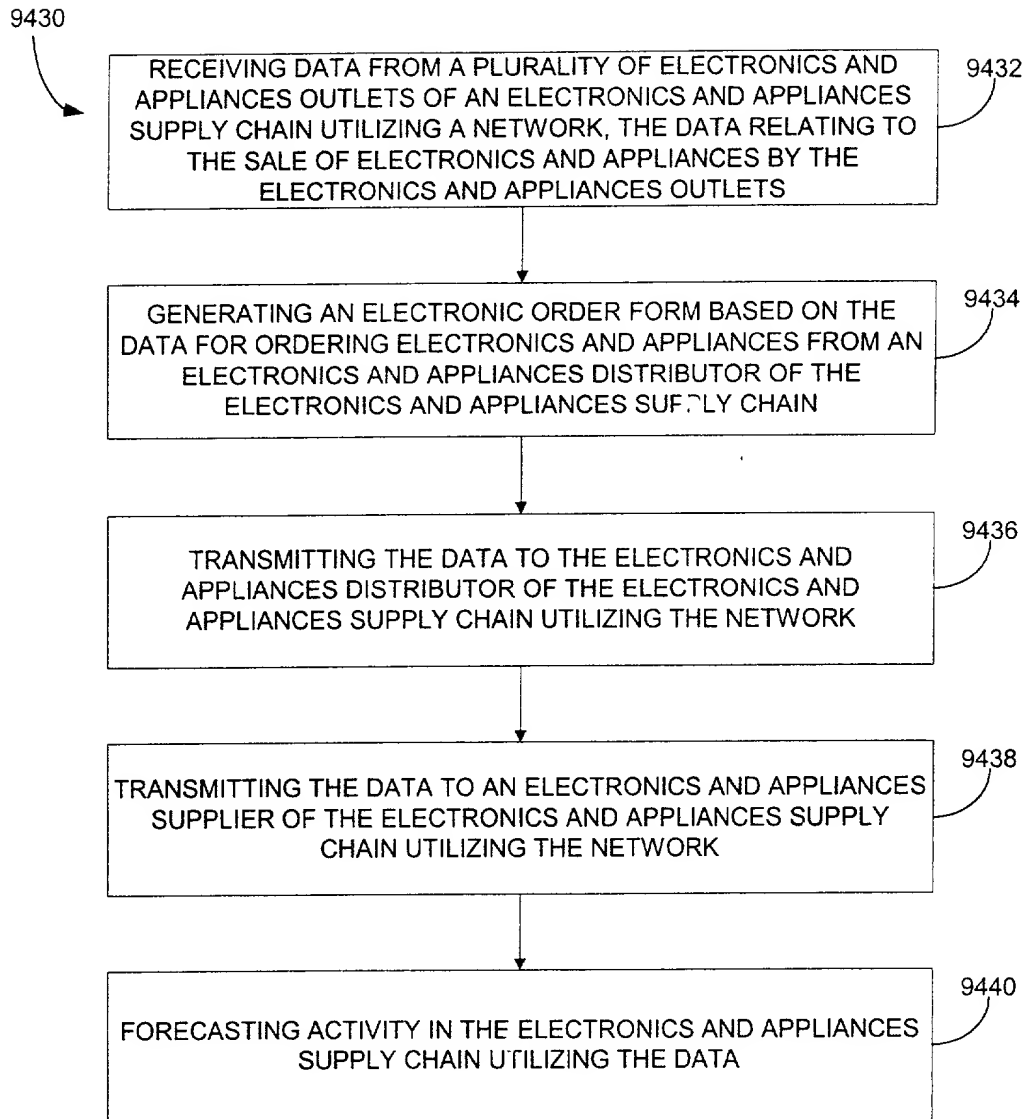 9430
RECEIVING DATA FROM A PLURALITY OF ELECTRONICS AND
APPLIANCES OUTLETS OF AN ELECTRONICS AND APPLIANCES
SUPPLY CHAIN UTILIZING A NETWORK, THE DATA RELATING TO
THE SALE OF ELECTRONICS AND APPLIANCES BY THE
ELECTRONICS AND APPLIANCES OUTLETS
9432
GENERATING AN ELECTRONIC ORDER FORM BASED ON THE
DATA FOR ORDERING ELECTRONICS AND APPLIANCES FROM AN
ELECTRONICS AND APPLIANCES DISTRIBUTOR OF THE
ELECTRONICS AND APPLIANCES SUPPLY CHAIN
9434
TRANSMITTING THE DATA TO THE ELECTRONICS AND
APPLIANCES DISTRIBUTOR OF THE ELECTRONICS AND
APPLIANCES SUPPLY CHAIN UTILIZING THE NETWORK
9436
TRANSMITTING THE DATA TO AN ELECTRONICS AND APPLIANCES
SUPPLIER OF THE ELECTRONICS AND APPLIANCES SUPPLY
CHAIN UTILIZING THE NETWORK
9438
FORECASTING ACTIVITY IN THE ELECTRONICS AND APPLIANCES
SUPPLY CHAIN UTILIZING THE DATA
9440